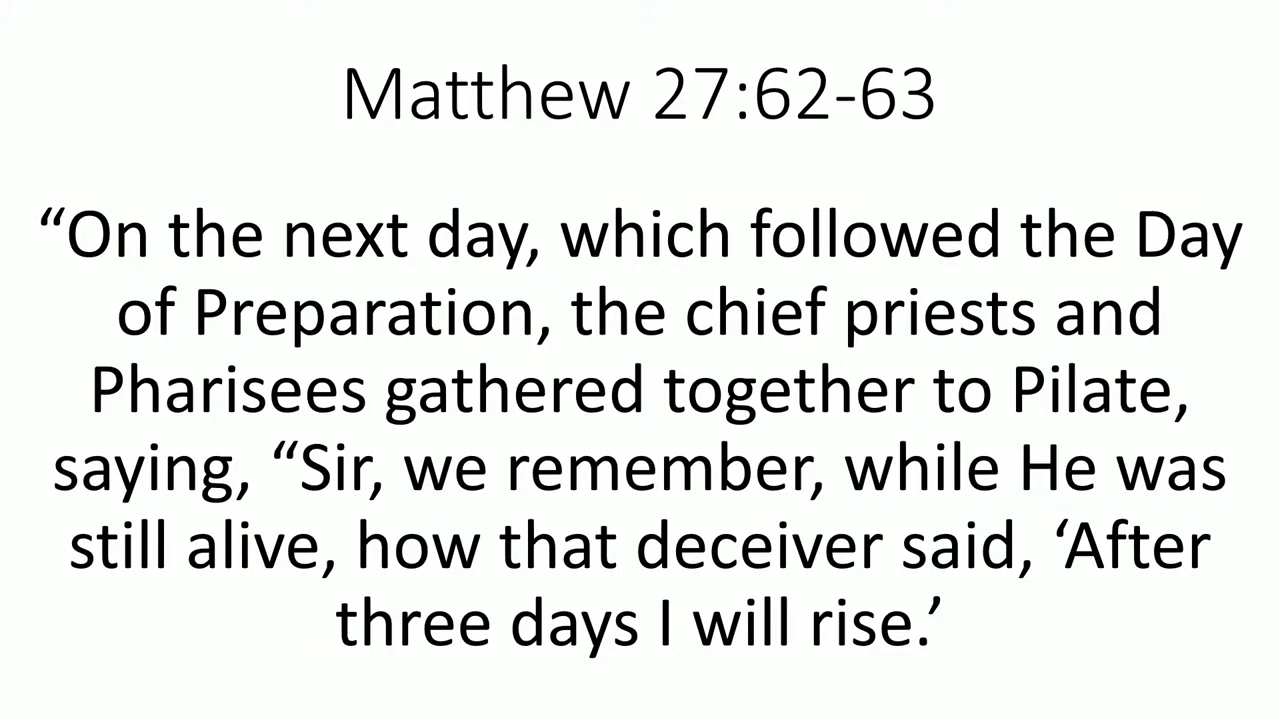 Matthew 27:62-63
“On the next day, which followed the Day
of Preparation, the chief priests and
Pharisees gathered together to Pilate,
saying, “Sir, we remember, while He was
still alive, how that deceiver said, ‘After
three days I will rise.’